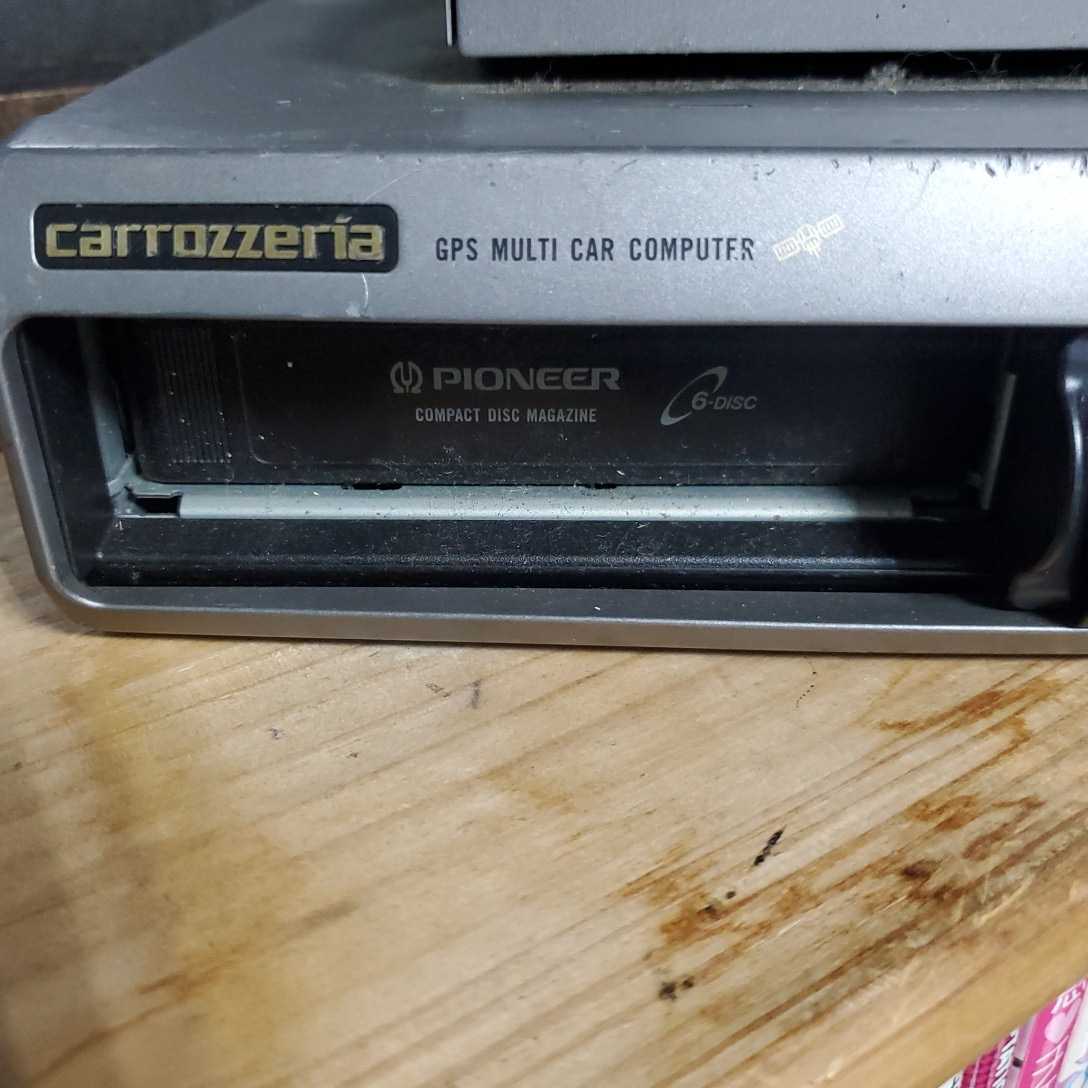 carrozzeria
GPS MULTI CAR COMPUTER
PIONEER
COMPACT DISC MAGAZINE
6-DISC